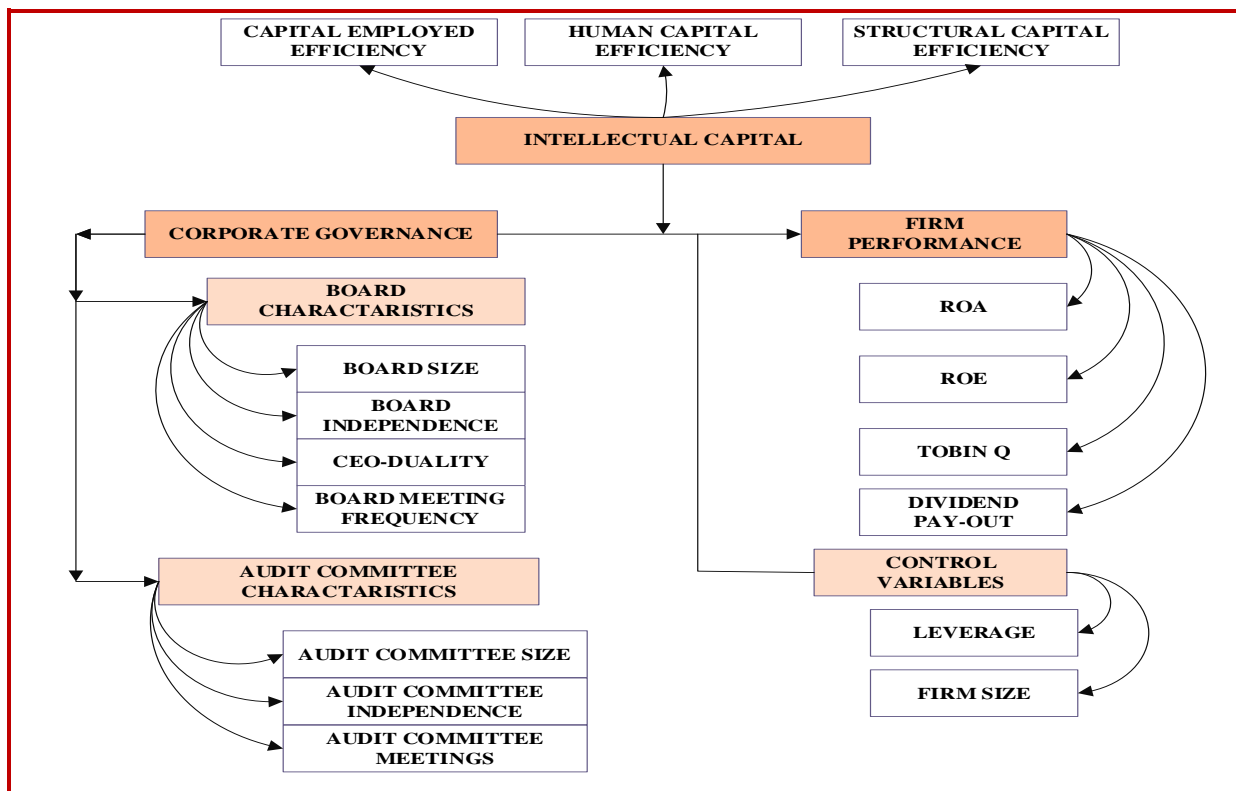 CAPITAL EMPLOYED
EFFICIENCY
HUMAN CAPITAL
EFFICIENCY
STRUCTURAL CAPITAL
EFFICIENCY
INTELLECTUAL CAPITAL
CORPORATE GOVERNANCE
FIRM
PERFORMANCE
BOARD
CHARACTARISTICS
BOARD SIZE
BOARD
INDEPENDENCE
CEO-DUALITY
BOARD MEETING
FREQUENCY
AUDIT COMMITTEE
CHARACTARISTICS
AUDIT COMMITTEE SIZE
AUDIT COMMITTEE
INDEPENDENCE
AUDIT COMMITTEE
MEETINGS
ROA
ROE
TOBIN Q
DIVIDEND
PAY-OUT
CONTROL
VARIABLES
LEVERAGE
FIRM SIZE